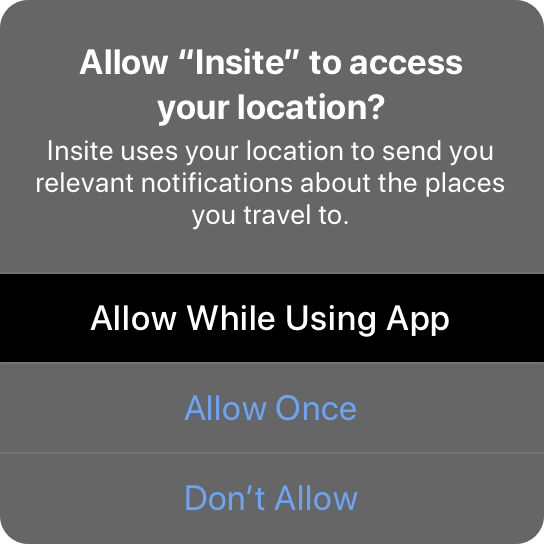 Allow “Insite” to access
your location?
Insite uses your location to send you
relevant notifications about the places
you travel to.
Allow While Using App
Allow Once
Don’t Allow